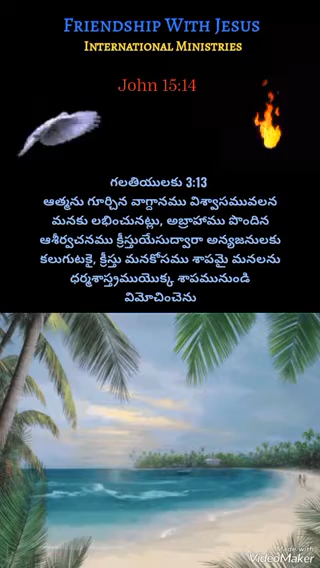 Friendship With Jesus
International Ministries
John 15:14
గలతియులకు 3:13
ఆత్మను గూర్చిన వాగ్దానము విశ్వాసమువలన
మనకు లభించునట్లు, అబ్రాహాము పొందిన
ఆశీర్వచనము క్రీస్తుయేసుద్వారా అన్యజనులకు
కలుగుటకై, క్రీస్తు మనకోసము శాపమై మనలను
ధర్మశాస్త్రముయొక్క శాపమునుండి
విమోచించెను
Made with
VideoMaker